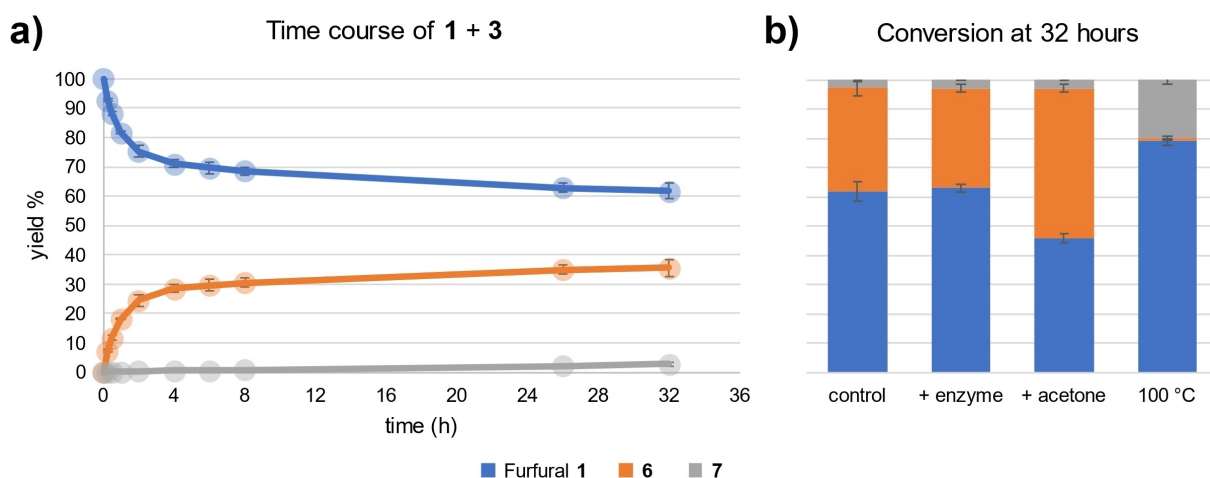 a)
Time course of 1 + 3
100
90
80
70
60
50
40
30
20
10
0
yield %
0 4 8 12 16 20 24 28 32 36
time (h)
b)
Conversion at 32 hours
control + enzyme + acetone 100 °C
Furfural 1 6 7